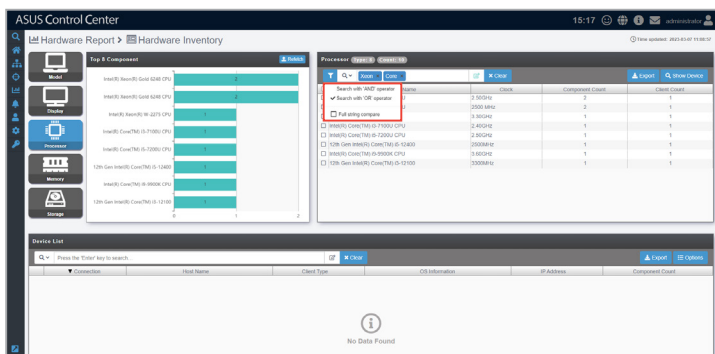 ASUS Control Center
15:17
administrator
Hardware Report > Hardware Inventory
Time updated: 2023-03-07 11:08:57
Model
Display
Processor
Memory
Storage
Top 8 Component
Refetch
Intel(R) Xeon(R) Gold 6248 CPU 2
Intel(R) Xeon(R) Gold 6240 CPU 2
Intel(R) Xeon(R) W-2275 CPU 1
Intel(R) Core(TM) i3-7100U CPU 1
Intel(R) Core(TM) i5-7200U CPU 1
12th Gen Intel(R) Core(TM) i5-12400 1
Intel(R) Core(TM) i9-9900K CPU 1
12th Gen Intel(R) Core(TM) i3-12100 1
0 1 2
Processor Type: 8 Count: 10
Xeon Core Clear Export Show Device
Search with 'AND' operator
Search with 'OR' operator
Full string compare
Name Clock Component Count Client Count
2.50GHz 2 1
2 1
3.30GHz 1 1
Intel(R) Core(TM) i3-7100U CPU 2.40GHz 1 1
Intel(R) Core(TM) i5-7200U CPU 2.50GHz 1 1
12th Gen Intel(R) Core(TM) i5-12400 2500MHz 1 1
Intel(R) Core(TM) i9-9900K CPU 3.60GHz 1 1
12th Gen Intel(R) Core(TM) i3-12100 3300MHz 1 1
Device List
Press the 'Enter' key to search. Clear Export Options
Connection Host Name Client Type OS Information IP Address Component Count
No Data Found